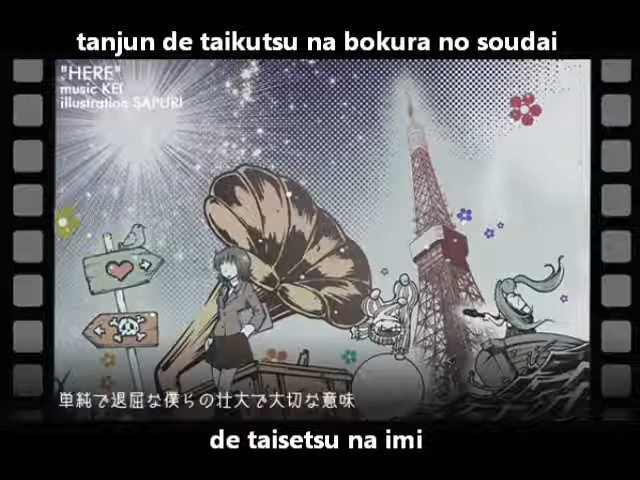 tanjun de taikutsu na bokura no soudai
"HERE"
music KEI
illustration SAPURI
単純で退屈な僕らの壮大で大切な意味
de taisetsu na imi